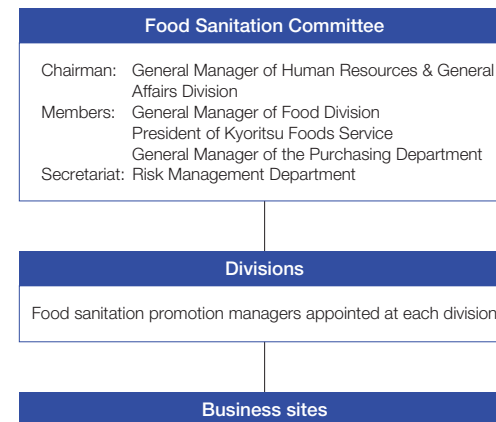 Food Sanitation Committee
Chairman: General Manager of Human Resources & General
Affairs Division
Members: General Manager of Food Division
President of Kyoritsu Foods Service
General Manager of the Purchasing Department
Secretariat: Risk Management Department
Divisions
Food sanitation promotion managers appointed at each division
Business sites